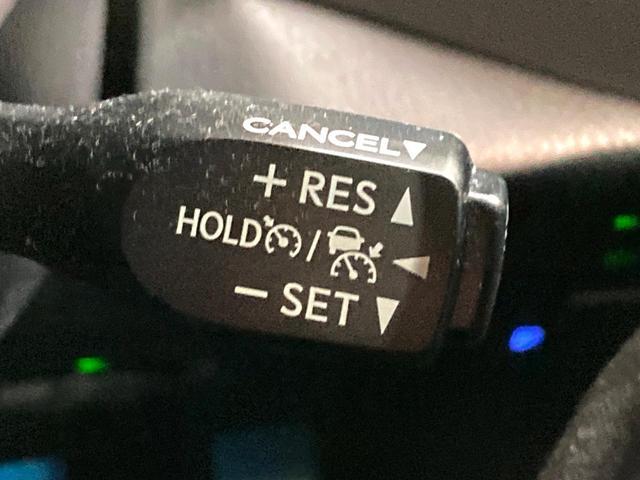 CANCEL▼
+ RES ▲
HOLD / ◀
− SET ▼